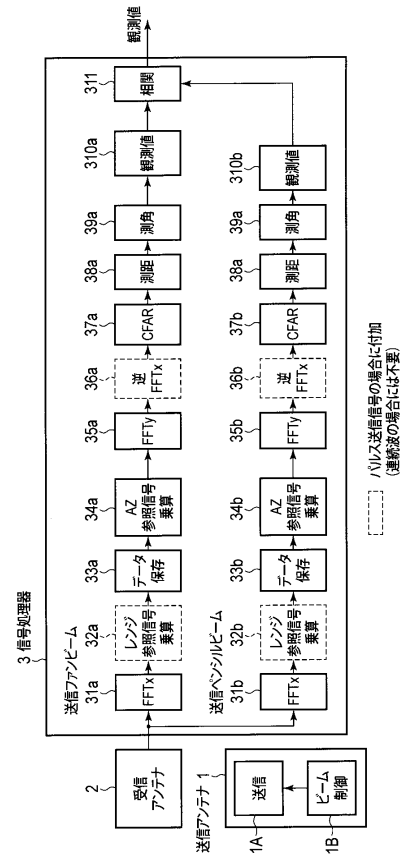 3 信号処理器
送信ファンビーム
31a
FFTx
32a
レンジ
参照信号
乗算
33a
データ
保存
34a
AZ
参照信号
乗算
35a
FFTy
36a
逆
FFTx
37a
CFAR
38a
測距
39a
測角
310a
観測値
311
相関
観測値
送信ペンシルビーム
31b
FFTx
32b
レンジ
参照信号
乗算
33b
データ
保存
34b
AZ
参照信号
乗算
35b
FFTy
36b
逆
FFTx
37b
CFAR
38a
測距
39a
測角
310b
観測値
2
受信
アンテナ
送信アンテナ 1
送信
1A
ビーム
制御
1B
パルス送信信号の場合に付加
(連続波の場合には不要)